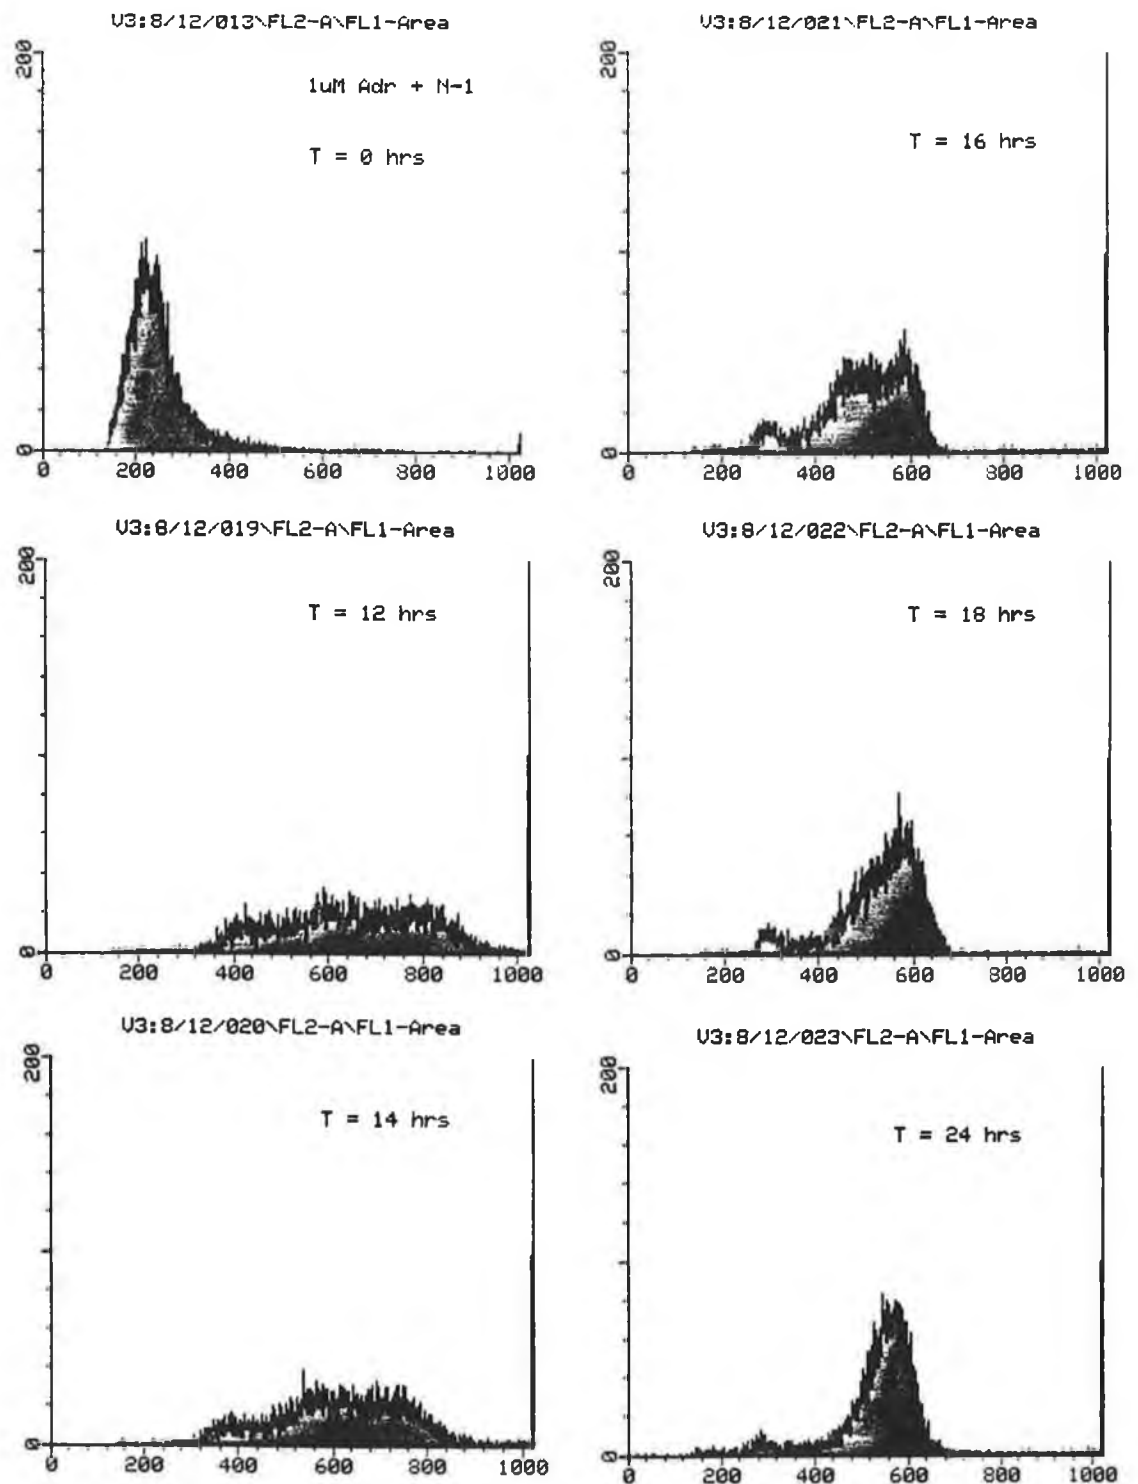 V3:8/12/013\FL2-A\FL1-Area
200
1uM Adr + N-1
T = 0 hrs
0
0 200 400 600 800 1000
V3:8/12/021\FL2-A\FL1-Area
200
T = 16 hrs
0
0 200 400 600 800 1000
V3:8/12/019\FL2-A\FL1-Area
200
T = 12 hrs
0
0 200 400 600 800 1000
V3:8/12/022\FL2-A\FL1-Area
200
T = 18 hrs
0
0 200 400 600 800 1000
V3:8/12/020\FL2-A\FL1-Area
200
T = 14 hrs
0
0 200 400 600 800 1000
V3:8/12/023\FL2-A\FL1-Area
200
T = 24 hrs
0
0 200 400 600 800 1000